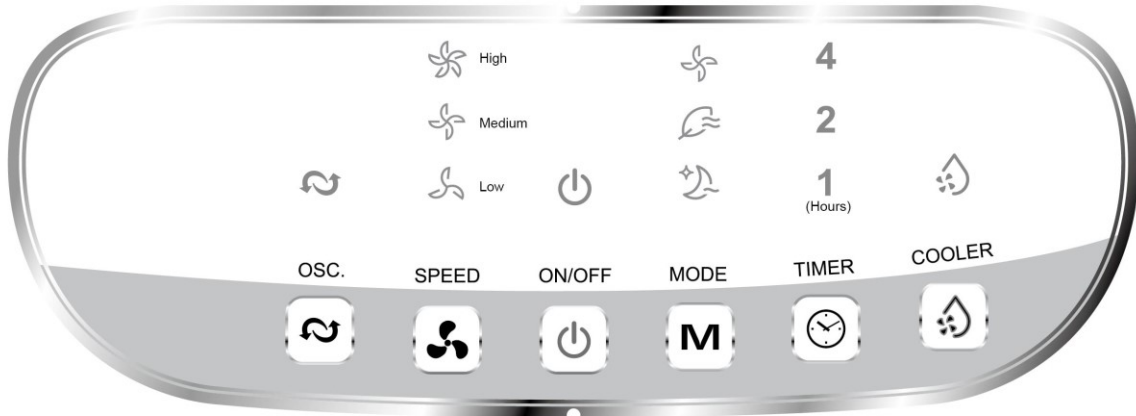 High
4
Medium
2
Low
1
(Hours)
OSC.
SPEED
ON/OFF
MODE
TIMER
COOLER
M